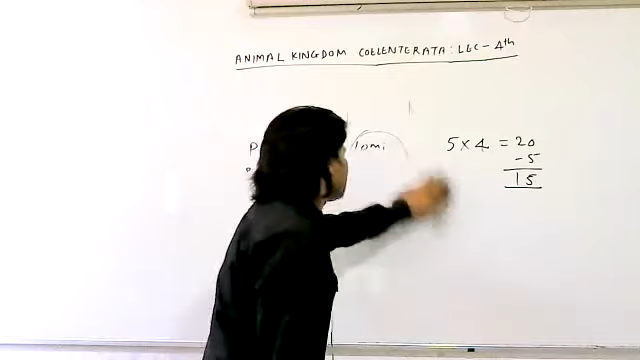 ANIMAL KINGDOM COELENTERATA : LEC - 4th
5 x 4 = 20
- 5
15